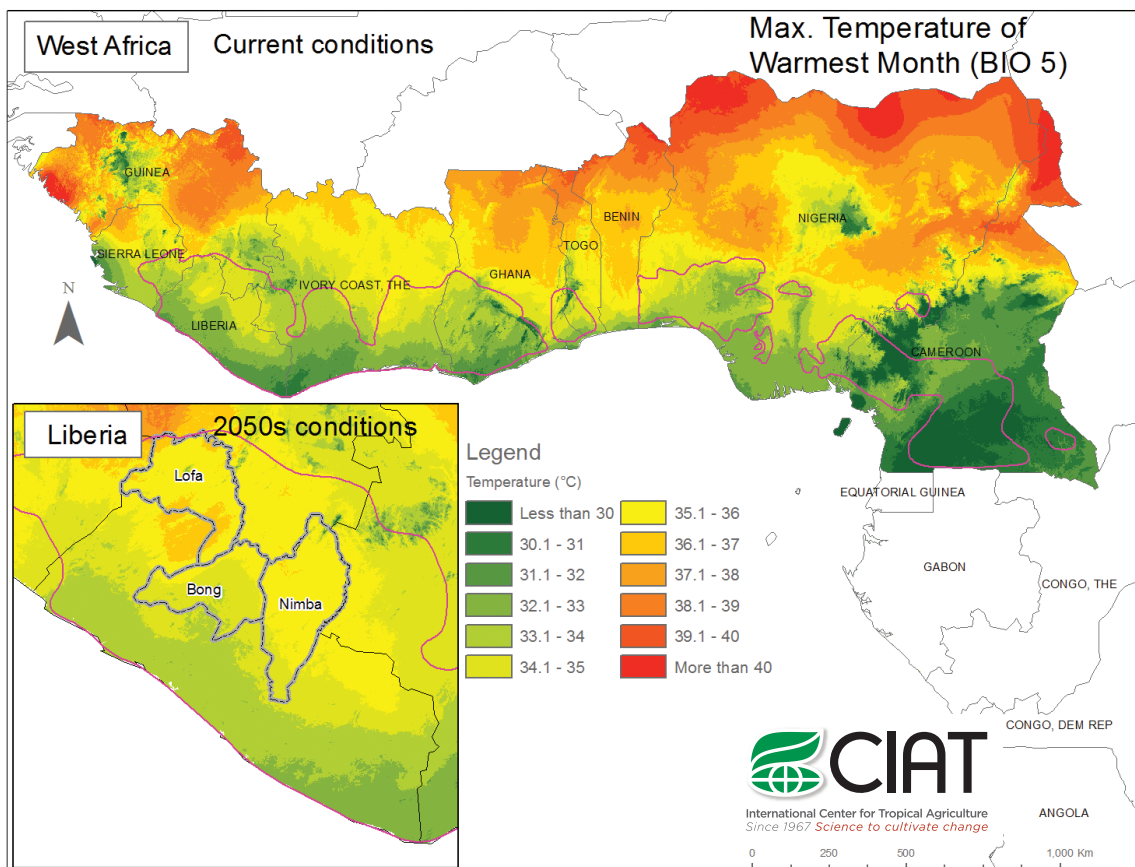 West Africa
Current conditions
Max. Temperature of
Warmest Month (BIO 5)
GUINEA
SIERRA LEONE
LIBERIA
IVORY COAST, THE
GHANA
TOGO
BENIN
NIGERIA
CAMEROON
N
Liberia
2050s conditions
Lofa
Bong
Nimba
Legend
Temperature (°C)
Less than 30
30.1 - 31
31.1 - 32
32.1 - 33
33.1 - 34
34.1 - 35
35.1 - 36
36.1 - 37
37.1 - 38
38.1 - 39
39.1 - 40
More than 40
EQUATORIAL GUINEA
GABON
CONGO, THE
CONGO, DEM REP
ANGOLA
CIAT
International Center for Tropical Agriculture
Since 1967 Science to cultivate change
0 250 500 1,000 Km